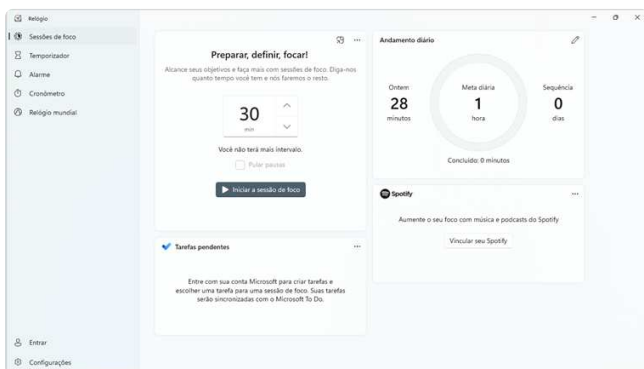 Relógio
Sessões de foco
Temporizador
Alarme
Cronômetro
Relógio mundial
Entrar
Configurações
Preparar, definir, focar!
Alcance seus objetivos e faça mais com sessões de foco. Diga-nos
quanto tempo você tem e nós faremos o resto.
30
min
Você não terá mais intervalo.
Pular pausas
Iniciar a sessão de foco
Tarefas pendentes
Entre com sua conta Microsoft para criar tarefas e
escolher uma tarefa para uma sessão de foco. Suas tarefas
serão sincronizadas com o Microsoft To Do.
Andamento diário
Ontem
28
minutos
Meta diária
1
hora
Sequência
0
dias
Concluído: 0 minutos
Spotify
Aumente o seu foco com música e podcasts do Spotify
Vincular seu Spotify